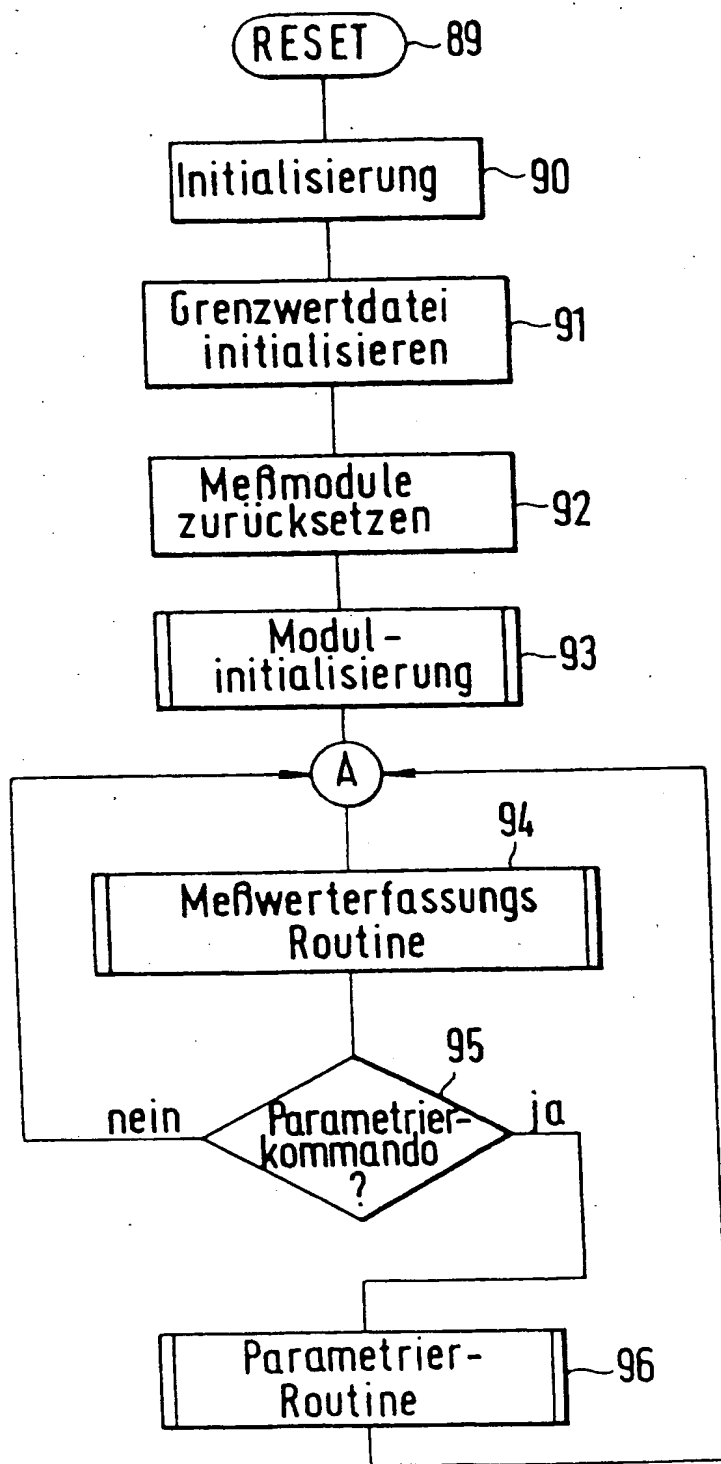 RESET 89
Initialisierung 90
Grenzwertdatei
initialisieren 91
Meßmodule
zurücksetzen 92
Modul-
initialisierung 93
A
94
Meßwerterfassungs
Routine
95
nein Parametrier- ja
kommando
?
Parametrier-
Routine 96